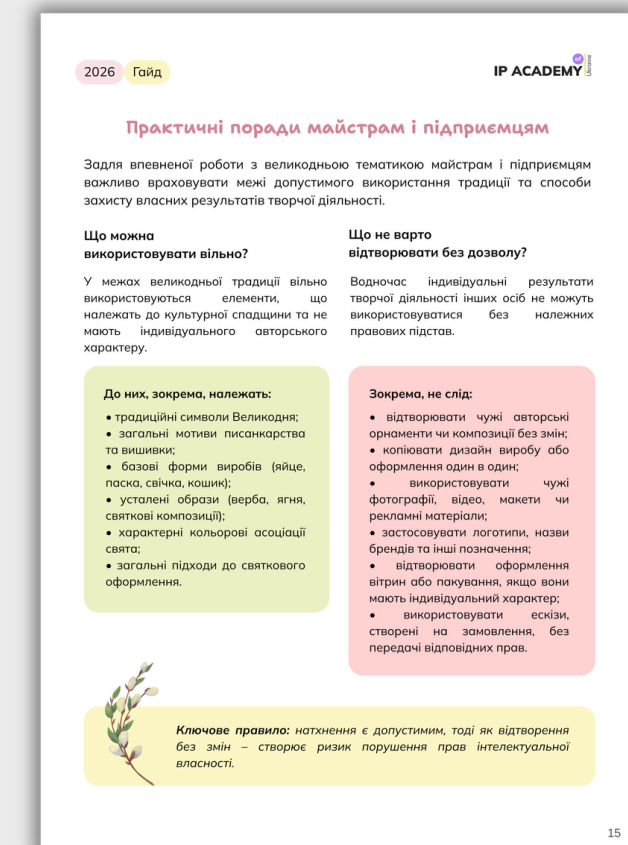 2026 Гайд
IP ACADEMY of Ukraine
Практичні поради майстрам і підприємцям
Задля впевненої роботи з великодньою тематикою майстрам і підприємцям
важливо враховувати межі допустимого використання традиції та способи
захисту власних результатів творчої діяльності.
Що можна
використовувати вільно?
У межах великодньої традиції вільно
використовуються елементи, що
належать до культурної спадщини та не
мають індивідуального авторського
характеру.
До них, зокрема, належать:
• традиційні символи Великодня;
• загальні мотиви писанкарства
та вишивки;
• базові форми виробів (яйце,
паска, свічка, кошик);
• усталені образи (верба, ягня,
святкові композиції);
• характерні кольорові асоціації
свята;
• загальні підходи до святкового
оформлення.
Що не варто
відтворювати без дозволу?
Водночас індивідуальні результати
творчої діяльності інших осіб не можуть
використовуватися без належних
правових підстав.
Зокрема, не слід:
• відтворювати чужі авторські
орнаменти чи композиції без змін;
• копіювати дизайн виробу або
оформлення один в один;
• використовувати чужі
фотографії, відео, макети чи
рекламні матеріали;
• застосовувати логотипи, назви
брендів та інші позначення;
• відтворювати оформлення
вітрин або пакування, якщо вони
мають індивідуальний характер;
• використовувати ескізи,
створені на замовлення, без
передачі відповідних прав.
Ключове правило: натхнення є допустимим, тоді як відтворення
без змін – створює ризик порушення прав інтелектуальної
власності.
15